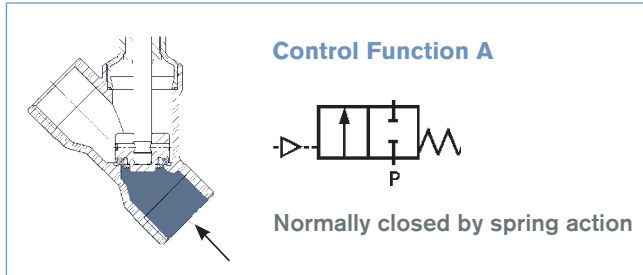 Control Function A
P
Normally closed by spring action